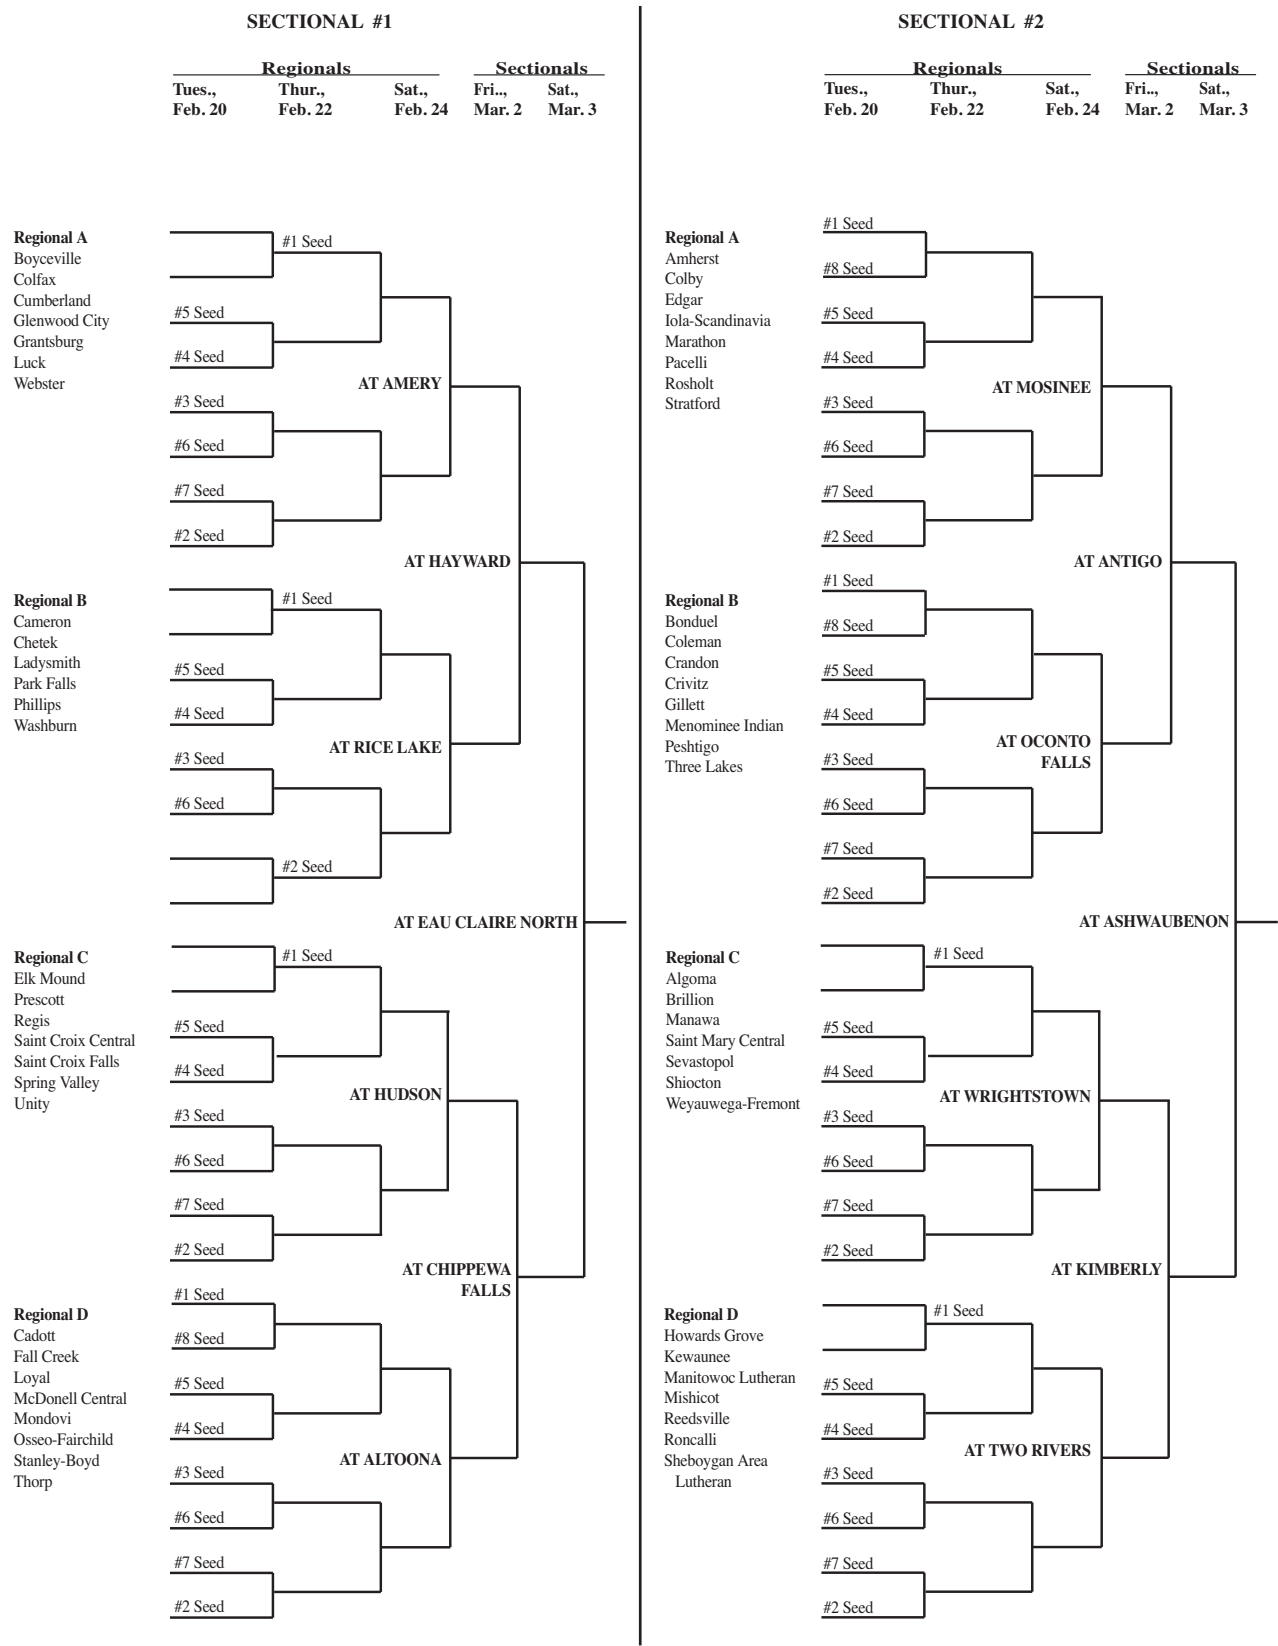 SECTIONAL #1
Regionals
Sectionals
Tues., Thur., Sat., Fri.., Sat.,
Feb. 20 Feb. 22 Feb. 24 Mar. 2 Mar. 3
Regional A
Boyceville
Colfax
Cumberland
Glenwood City
Grantsburg
Luck
Webster
#1 Seed
#5 Seed
#4 Seed
AT AMERY
#3 Seed
#6 Seed
#7 Seed
#2 Seed
AT HAYWARD
Regional B
Cameron
Chetek
Ladysmith
Park Falls
Phillips
Washburn
#1 Seed
#5 Seed
#4 Seed
AT RICE LAKE
#3 Seed
#6 Seed
#2 Seed
AT EAU CLAIRE NORTH
Regional C
Elk Mound
Prescott
Regis
Saint Croix Central
Saint Croix Falls
Spring Valley
Unity
#1 Seed
#5 Seed
#4 Seed
AT HUDSON
#3 Seed
#6 Seed
#7 Seed
#2 Seed
AT CHIPPEWA
FALLS
Regional D
Cadott
Fall Creek
Loyal
McDonell Central
Mondovi
Osseo-Fairchild
Stanley-Boyd
Thorp
#1 Seed
#8 Seed
#5 Seed
#4 Seed
AT ALTOONA
#3 Seed
#6 Seed
#7 Seed
#2 Seed
SECTIONAL #2
Regionals
Sectionals
Tues., Thur., Sat., Fri.., Sat.,
Feb. 20 Feb. 22 Feb. 24 Mar. 2 Mar. 3
Regional A
Amherst
Colby
Edgar
Iola-Scandinavia
Marathon
Pacelli
Rosholt
Stratford
#1 Seed
#8 Seed
#5 Seed
#4 Seed
AT MOSINEE
#3 Seed
#6 Seed
#7 Seed
#2 Seed
AT ANTIGO
Regional B
Bonduel
Coleman
Crandon
Crivitz
Gillett
Menominee Indian
Peshtigo
Three Lakes
#1 Seed
#8 Seed
#5 Seed
#4 Seed
AT OCONTO
FALLS
#3 Seed
#6 Seed
#7 Seed
#2 Seed
AT ASHWAUBENON
Regional C
Algoma
Brillion
Manawa
Saint Mary Central
Sevastopol
Shiocton
Weyauwega-Fremont
#1 Seed
#5 Seed
#4 Seed
AT WRIGHTSTOWN
#3 Seed
#6 Seed
#7 Seed
#2 Seed
AT KIMBERLY
Regional D
Howards Grove
Kewaunee
Manitowoc Lutheran
Mishicot
Reedsville
Roncalli
Sheboygan Area
Lutheran
#1 Seed
#5 Seed
#4 Seed
AT TWO RIVERS
#3 Seed
#6 Seed
#7 Seed
#2 Seed